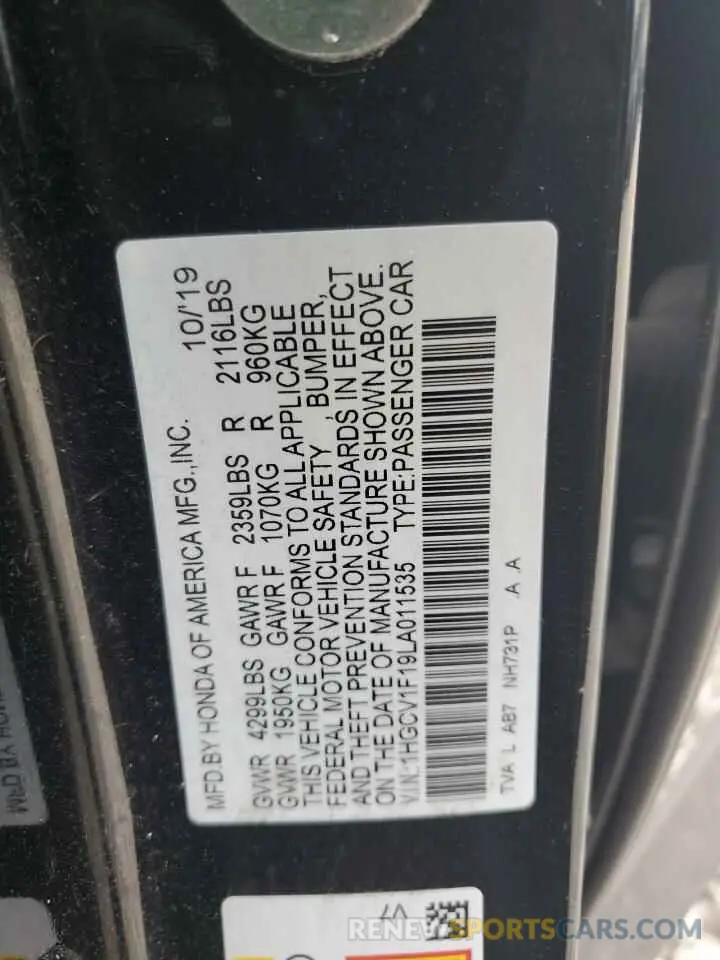 MFD.BY HONDA OF AMERICA MFG.,INC. 10/'19
GVWR 4299LBS GAWR F 2359LBS R 2116LBS
GVWR 1950KG GAWR F 1070KG R 960KG
THIS VEHICLE CONFORMS TO ALL APPLICABLE
FEDERAL MOTOR VEHICLE SAFETY , BUMPER,
AND THEFT PREVENTION STANDARDS IN EFFECT
ON THE DATE OF MANUFACTURE SHOWN ABOVE.
V.I.N.:1HGCV1F19LA011535 TYPE:PASSENGER CAR
TVA L AB7 NH731P .A .A
RENEWSPORTSCARS.COM